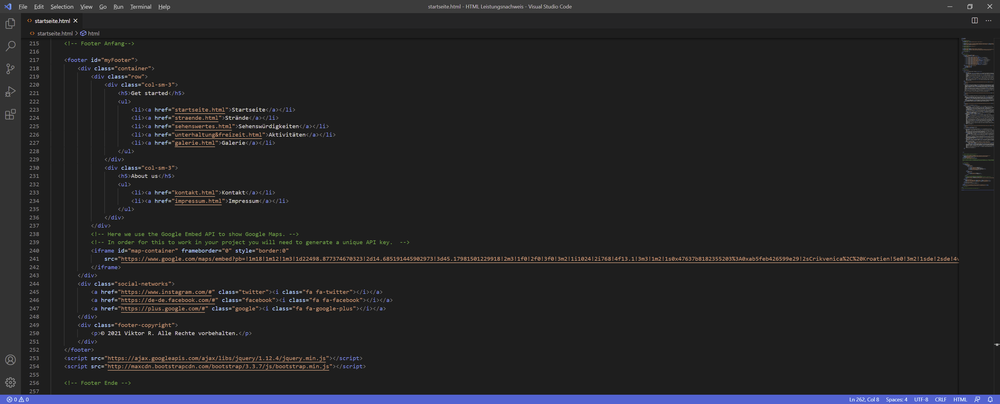 File Edit Selection View Go Run Terminal Help
startseite.html - HTML Leistungsnachweis - Visual Studio Code
startseite.html
startseite.html > html
215 <!-- Footer Anfang-->
216
217 <footer id="myFooter">
218 <div class="container">
219 <div class="row">
220 <div class="col-sm-3">
221 <h5>Get started</h5>
222 <ul>
223 <li><a href="startseite.html">Startseite</a></li>
224 <li><a href="straende.html">Strände</a></li>
225 <li><a href="sehenswertes.html">Sehenswürdigkeiten</a></li>
226 <li><a href="unterhaltung&freizeit.html">Aktivitäten</a></li>
227 <li><a href="galerie.html">Galerie</a></li>
228 </ul>
229 </div>
230 <div class="col-sm-3">
231 <h5>About us</h5>
232 <ul>
233 <li><a href="kontakt.html">Kontakt</a></li>
234 <li><a href="impressum.html">Impressum</a></li>
235 </ul>
236 </div>
237 </div>
238 <!-- Here we use the Google Embed API to show Google Maps. -->
239 <!-- In order for this to work in your project you will need to generate a unique API key.  -->
240 <iframe id="map-container" frameborder="0" style="border:0"
241 src="https://www.google.com/maps/embed?pb=!1m18!1m12!1m3!1d22498.877374670323!2d14.685191445902973!3d45.17981501229918!2m3!1f0!2f0!3f0!3m2!1i1024!2i768!4f13.1!3m3!1m2!1s0x47637b8182355203%3A0xab5feb426599e29!2sCrikvenica%2C%20Kroatien!5e0!3m2!1sde!2sde!4v
242 </iframe>
243 </div>
244 <div class="social-networks">
245 <a href="https://www.instagram.com/#" class="twitter"><i class="fa fa-twitter"></i></a>
246 <a href="https://de-de.facebook.com/#" class="facebook"><i class="fa fa-facebook"></i></a>
247 <a href="https://plus.google.com/#" class="google"><i class="fa fa-google-plus"></i></a>
248 </div>
249 <div class="footer-copyright">
250 <p>© 2021 Viktor R. Alle Rechte vorbehalten.</p>
251 </div>
252 </footer>
253 <script src="https://ajax.googleapis.com/ajax/libs/jquery/1.12.4/jquery.min.js"></script>
254 <script src="http://maxcdn.bootstrapcdn.com/bootstrap/3.3.7/js/bootstrap.min.js"></script>
255
256 <!-- Footer Ende -->
257
0 0
Ln 262, Col 8 Spaces: 4 UTF-8 CRLF HTML